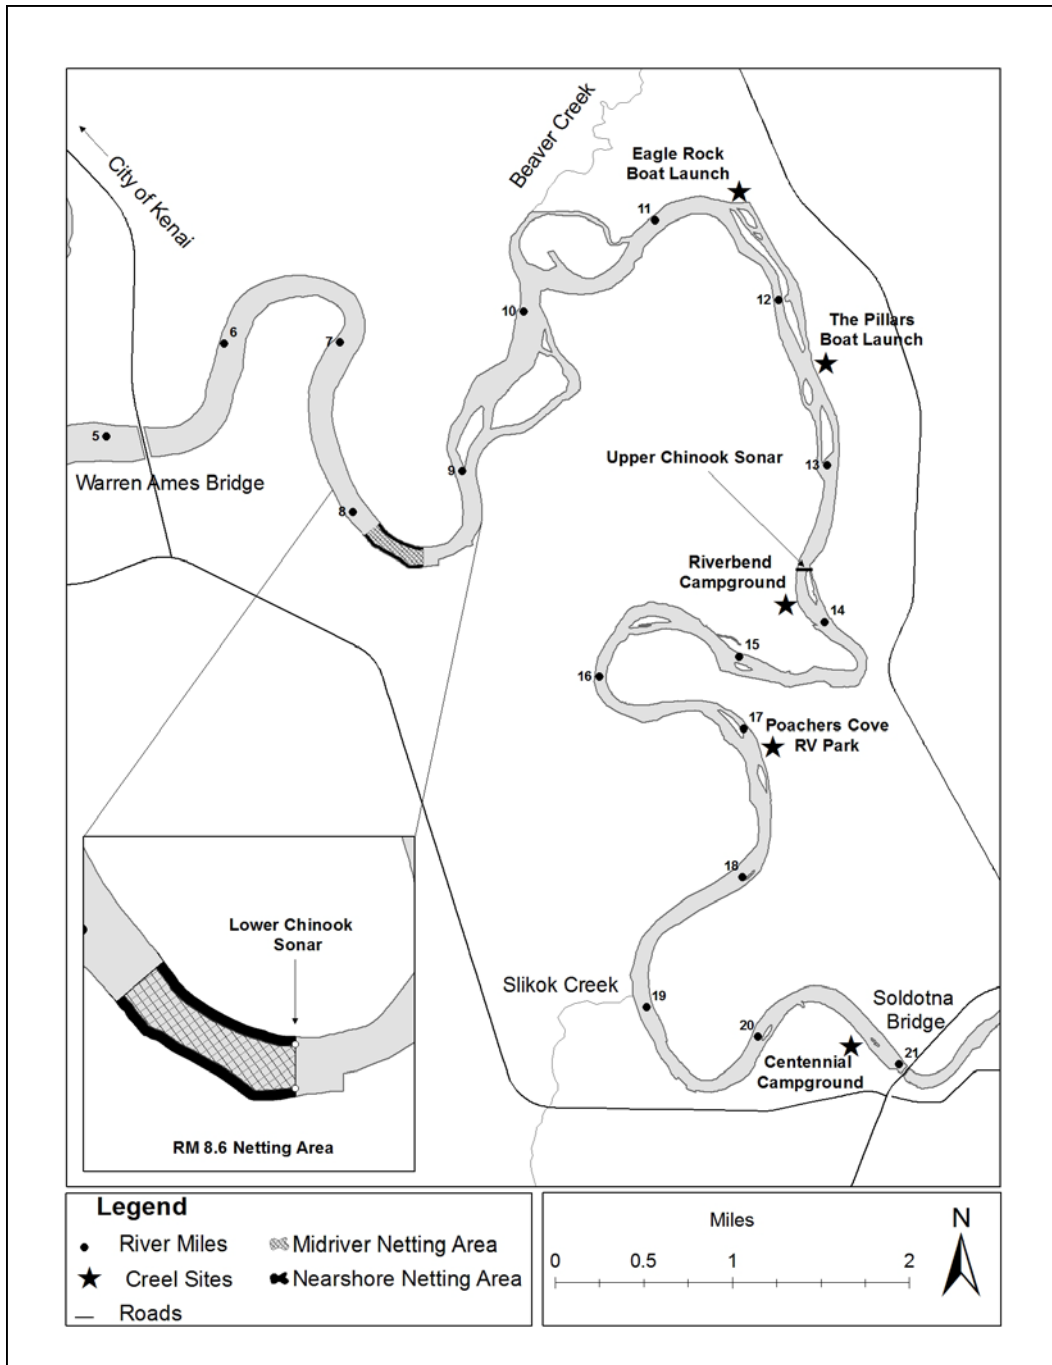 City of Kenai
Beaver Creek
Eagle Rock
Boat Launch
11
10
12
6
7
The Pillars
Boat Launch
5
Warren Ames Bridge
9
Upper Chinook Sonar
13
8
Riverbend
Campground
14
15
16
17
Poachers Cove
RV Park
18
Lower Chinook
Sonar
Slikok Creek
19
Soldotna
Bridge
20
21
Centennial
Campground
RM 8.6 Netting Area
Legend
River Miles
Midriver Netting Area
Creel Sites
Nearshore Netting Area
Roads
Miles
0 0.5 1 2
N